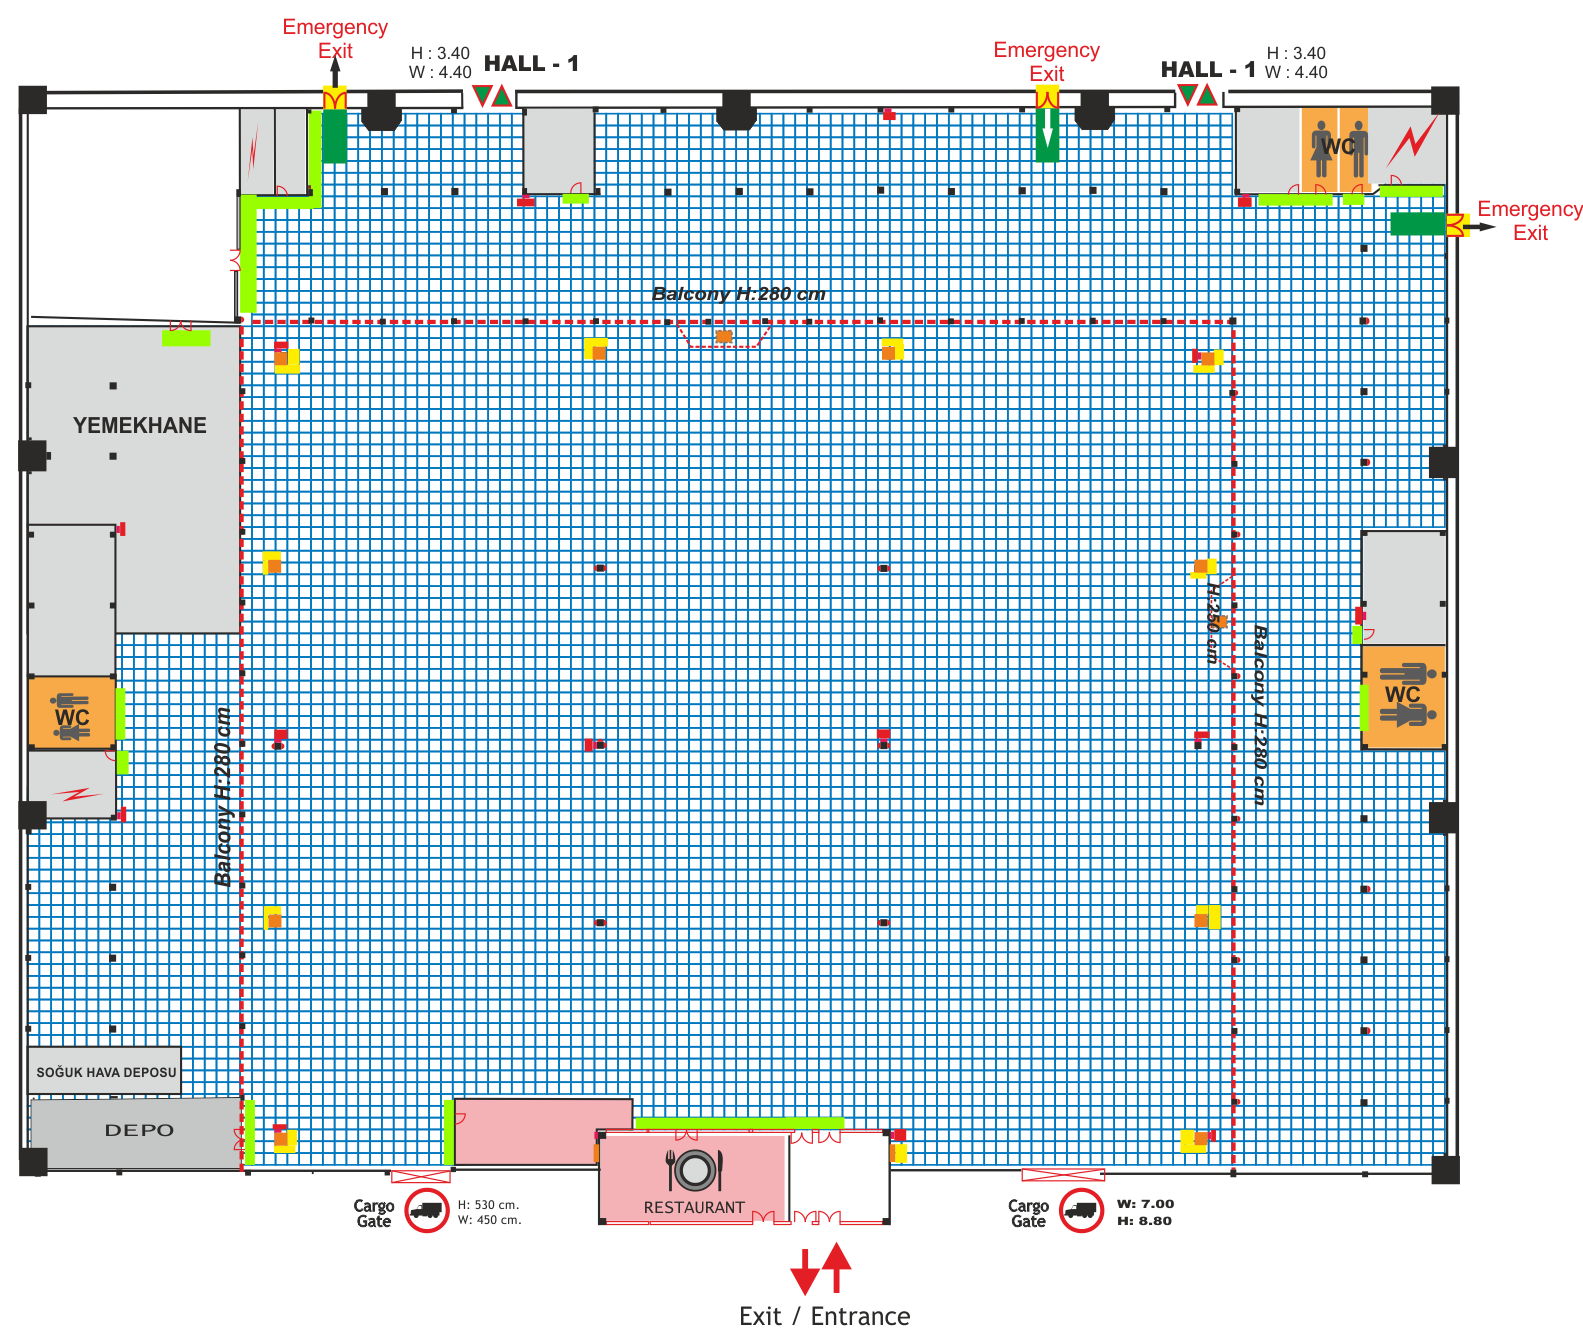 Emergency
Exit
H : 3.40
W : 4.40
HALL - 1
Emergency
Exit
HALL - 1
H : 3.40
W : 4.40
WC
Emergency
Exit
Balcony H:280 cm
YEMEKHANE
H:250 cm
Balcony H:280 cm
WC
WC
Balcony H:280 cm
SOĞUK HAVA DEPOSU
DEPO
RESTAURANT
Cargo
Gate
H: 530 cm.
W: 450 cm.
Cargo
Gate
W: 7.00
H: 8.80
Exit / Entrance